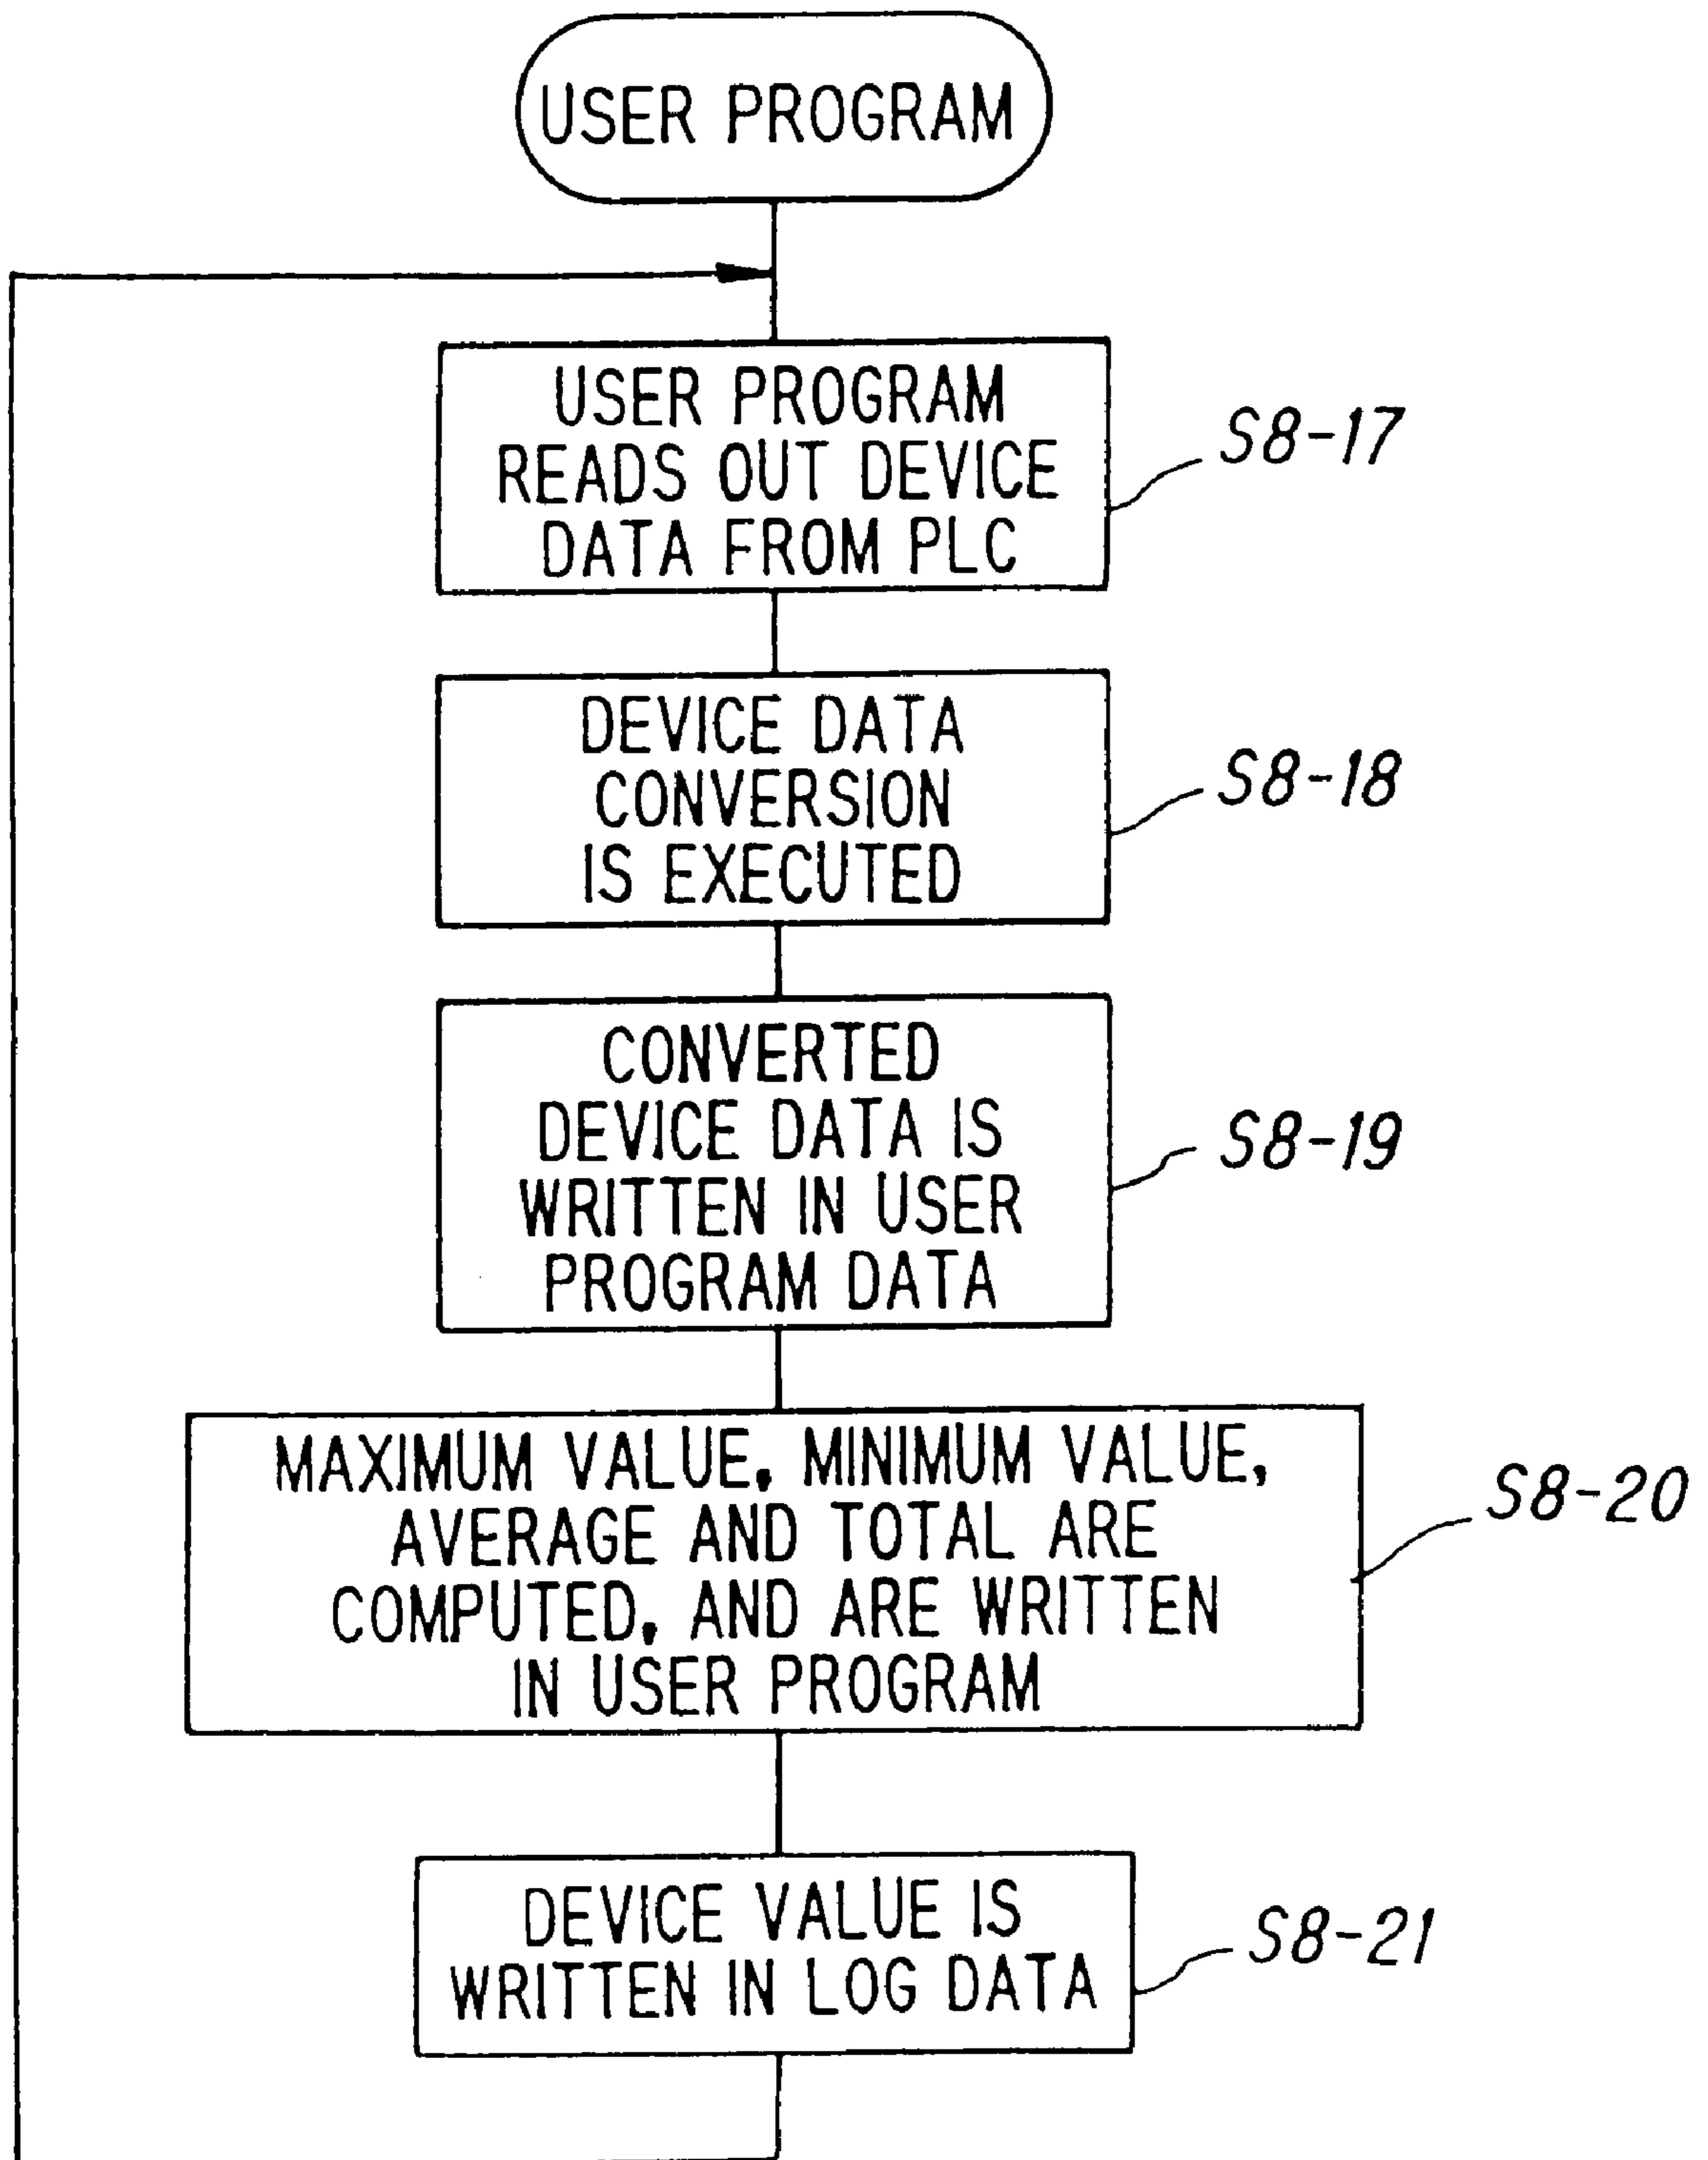 USER PROGRAM
USER PROGRAM
READS OUT DEVICE
DATA FROM PLC
S8-17
DEVICE DATA
CONVERSION
IS EXECUTED
S8-18
CONVERTED
DEVICE DATA IS
WRITTEN IN USER
PROGRAM DATA
S8-19
MAXIMUM VALUE, MINIMUM VALUE,
AVERAGE AND TOTAL ARE
COMPUTED, AND ARE WRITTEN
IN USER PROGRAM
S8-20
DEVICE VALUE IS
WRITTEN IN LOG DATA
S8-21